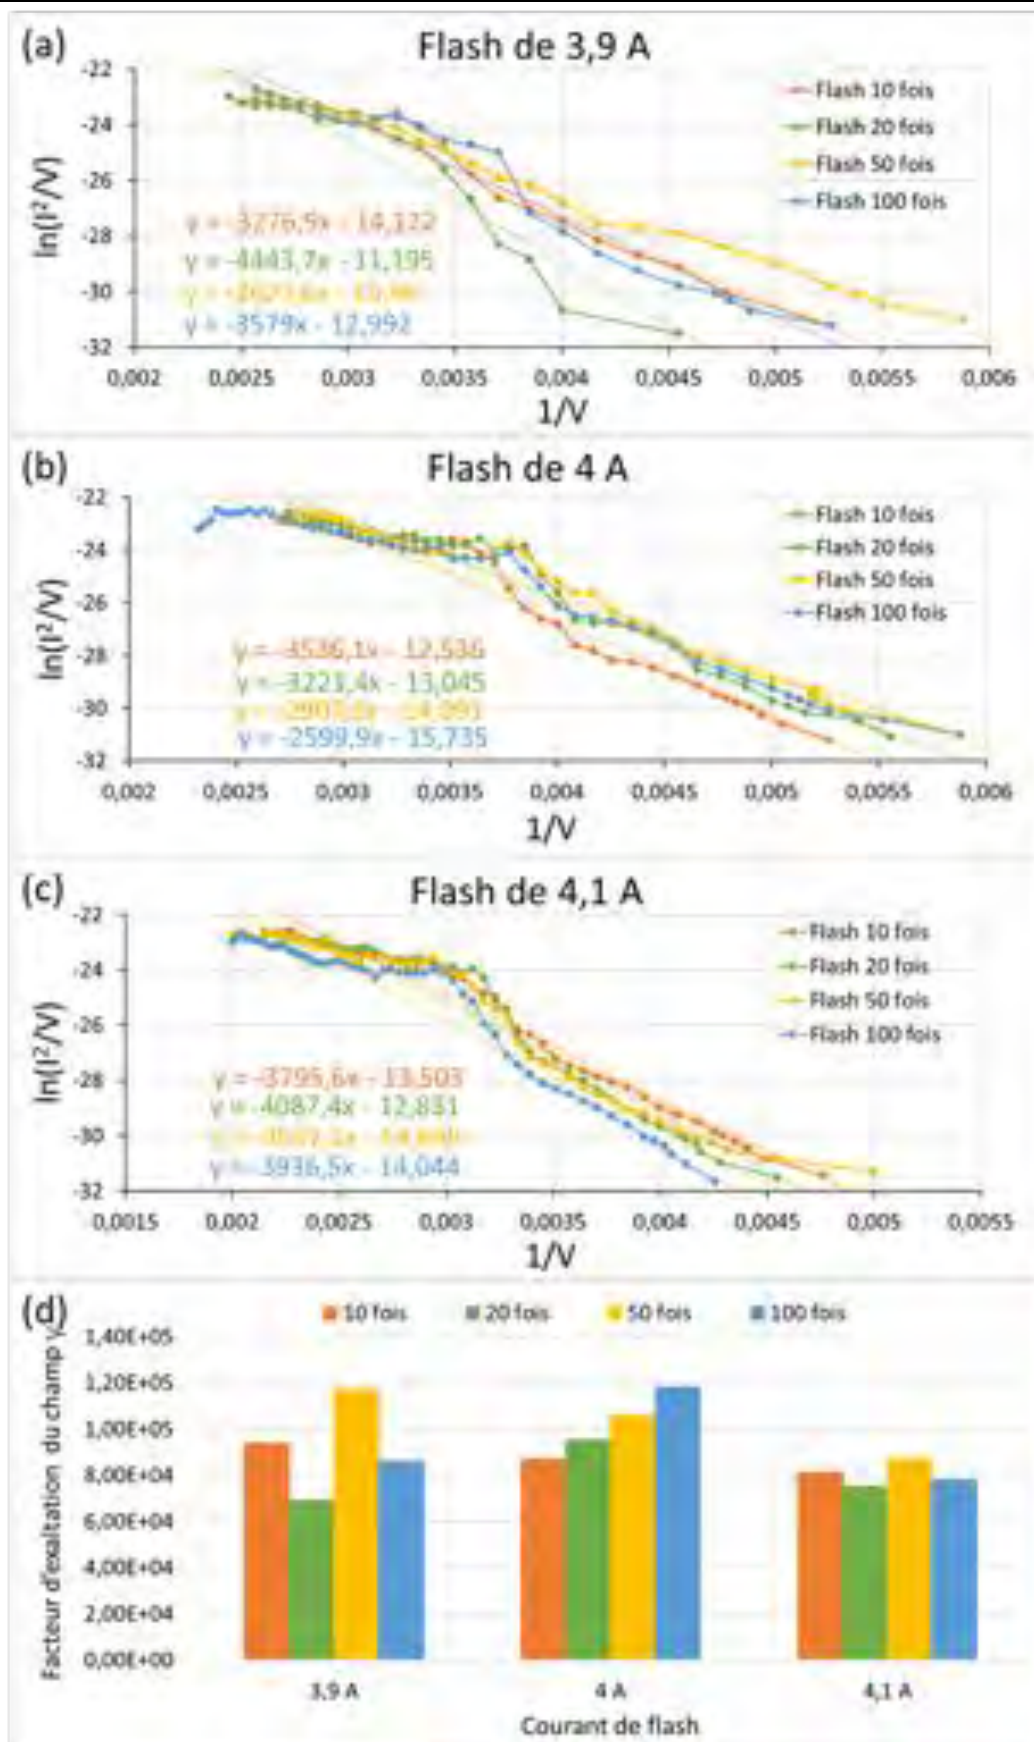 (a)
Flash de 3,9 A
-22
-24
-26
-28
-30
-32
ln(I²/V)
Flash 10 fois
Flash 20 fois
Flash 50 fois
Flash 100 fois
y = -3276,9x - 14,122
y = -4443,7x - 11,195
y = -3579x - 12,992
0,002 0,0025 0,003 0,0035 0,004 0,0045 0,005 0,0055 0,006
1/V
(b)
Flash de 4 A
-22
-24
-26
-28
-30
-32
ln(I²/V)
Flash 10 fois
Flash 20 fois
Flash 50 fois
Flash 100 fois
y = -3536,1x - 12,536
y = -3221,4x - 13,045
y = -2599,9x - 15,735
0,002 0,0025 0,003 0,0035 0,004 0,0045 0,005 0,0055 0,006
1/V
(c)
Flash de 4,1 A
-22
-24
-26
-28
-30
-32
ln(I²/V)
Flash 10 fois
Flash 20 fois
Flash 50 fois
Flash 100 fois
y = -3795,6x - 13,503
y = -4087,4x - 12,831
y = -3936,5x - 14,044
0,0015 0,002 0,0025 0,003 0,0035 0,004 0,0045 0,005 0,0055
1/V
(d)
10 fois 20 fois 50 fois 100 fois
Facteur d'exaltation du champ γ
1,40E+05
1,20E+05
1,00E+05
8,00E+04
6,00E+04
4,00E+04
2,00E+04
0,00E+00
3,9 A 4 A 4,1 A
Courant de flash